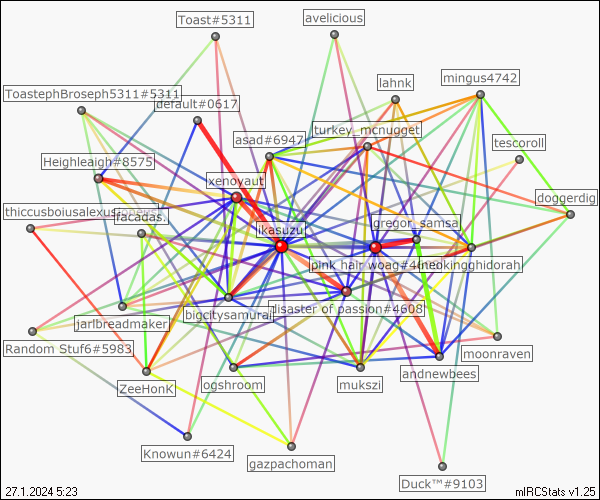 Toast#5311
avelicious
lahnk
mingus4742
ToastephBroseph5311#5311
default#0617
turkey_mcnugget
asad#6947
tescoroll
Heighleaigh#8575
xenoyaut
doggerdig
thiccusboiusalexus
facadas.
gregor_samsa
ikasuzu
pink hair woag#4
neokingghidorah
bigcitysamurai
disaster of passion#4608
jarlbreadmaker
Random Stuf6#5983
moonraven
andnewbees
ZeeHonK
ogshroom
mukszi
Knowun#6424
gazpachoman
Duck™#9103
27.1.2024 5:23
mIRCStats v1.25